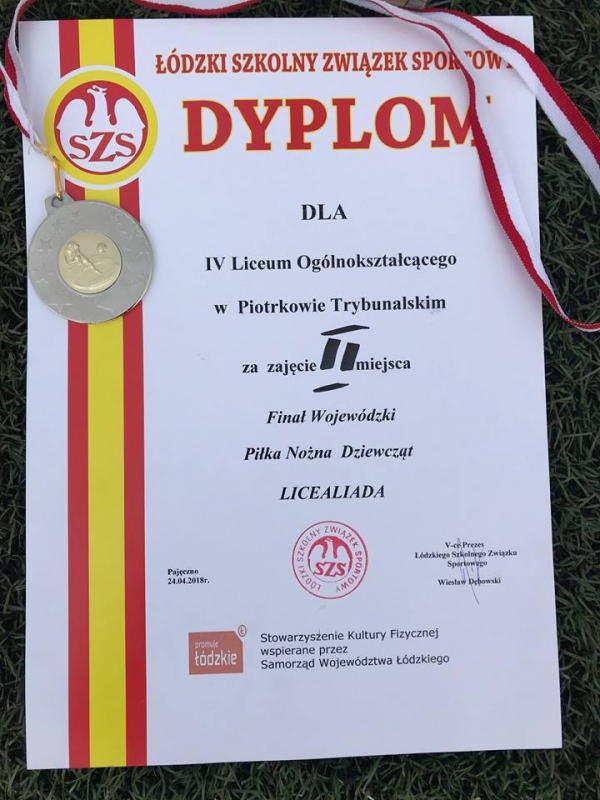 ŁÓDZKI SZKOLNY ZWIĄZEK SPORTOWY
DYPLOM
SZS
DLA
IV Liceum Ogólnokształcącego
w Piotrkowie Trybunalskim
za zajęcie II miejsca
Finał Wojewódzki
Piłka Nożna Dziewcząt
LICEALIADA
ŁÓDZKI SZKOLNY ZWIĄZEK SPORTOWY
SZS
V-ce Prezes
Łódzkiego Szkolnego Związku
Sportowego
Wiesław Dębowski
Pajęczno
24.04.2018r.
promuje
łódzkie
Stowarzyszenie Kultury Fizycznej
wspierane przez
Samorząd Województwa Łódzkiego